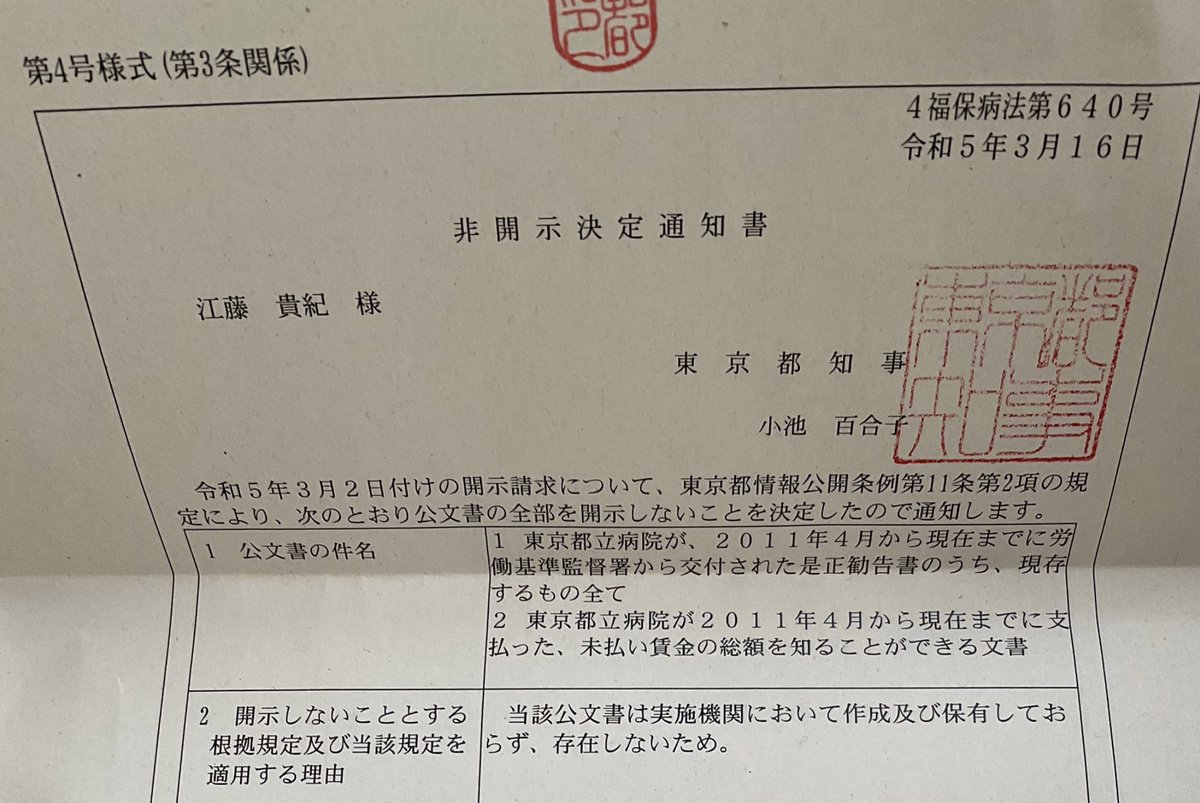 第4号様式(第3条関係)
4福保病法第640号
令和5年3月16日
非開示決定通知書
江藤 貴紀 様
東京都知事
小池 百合子
令和5年3月2日付けの開示請求について、東京都情報公開条例第11条第2項の規
定により、次のとおり公文書の全部を開示しないことを決定したので通知します。
1 公文書の件名
1 東京都立病院が、2011年4月から現在までに労
働基準監督署から交付された是正勧告書のうち、現存
するもの全て
2 東京都立病院が2011年4月から現在までに支
払った、未払い賃金の総額を知ることができる文書
2 開示しないこととする
根拠規定及び当該規定を
適用する理由
当該公文書は実施機関において作成及び保有してお
らず、存在しないため。